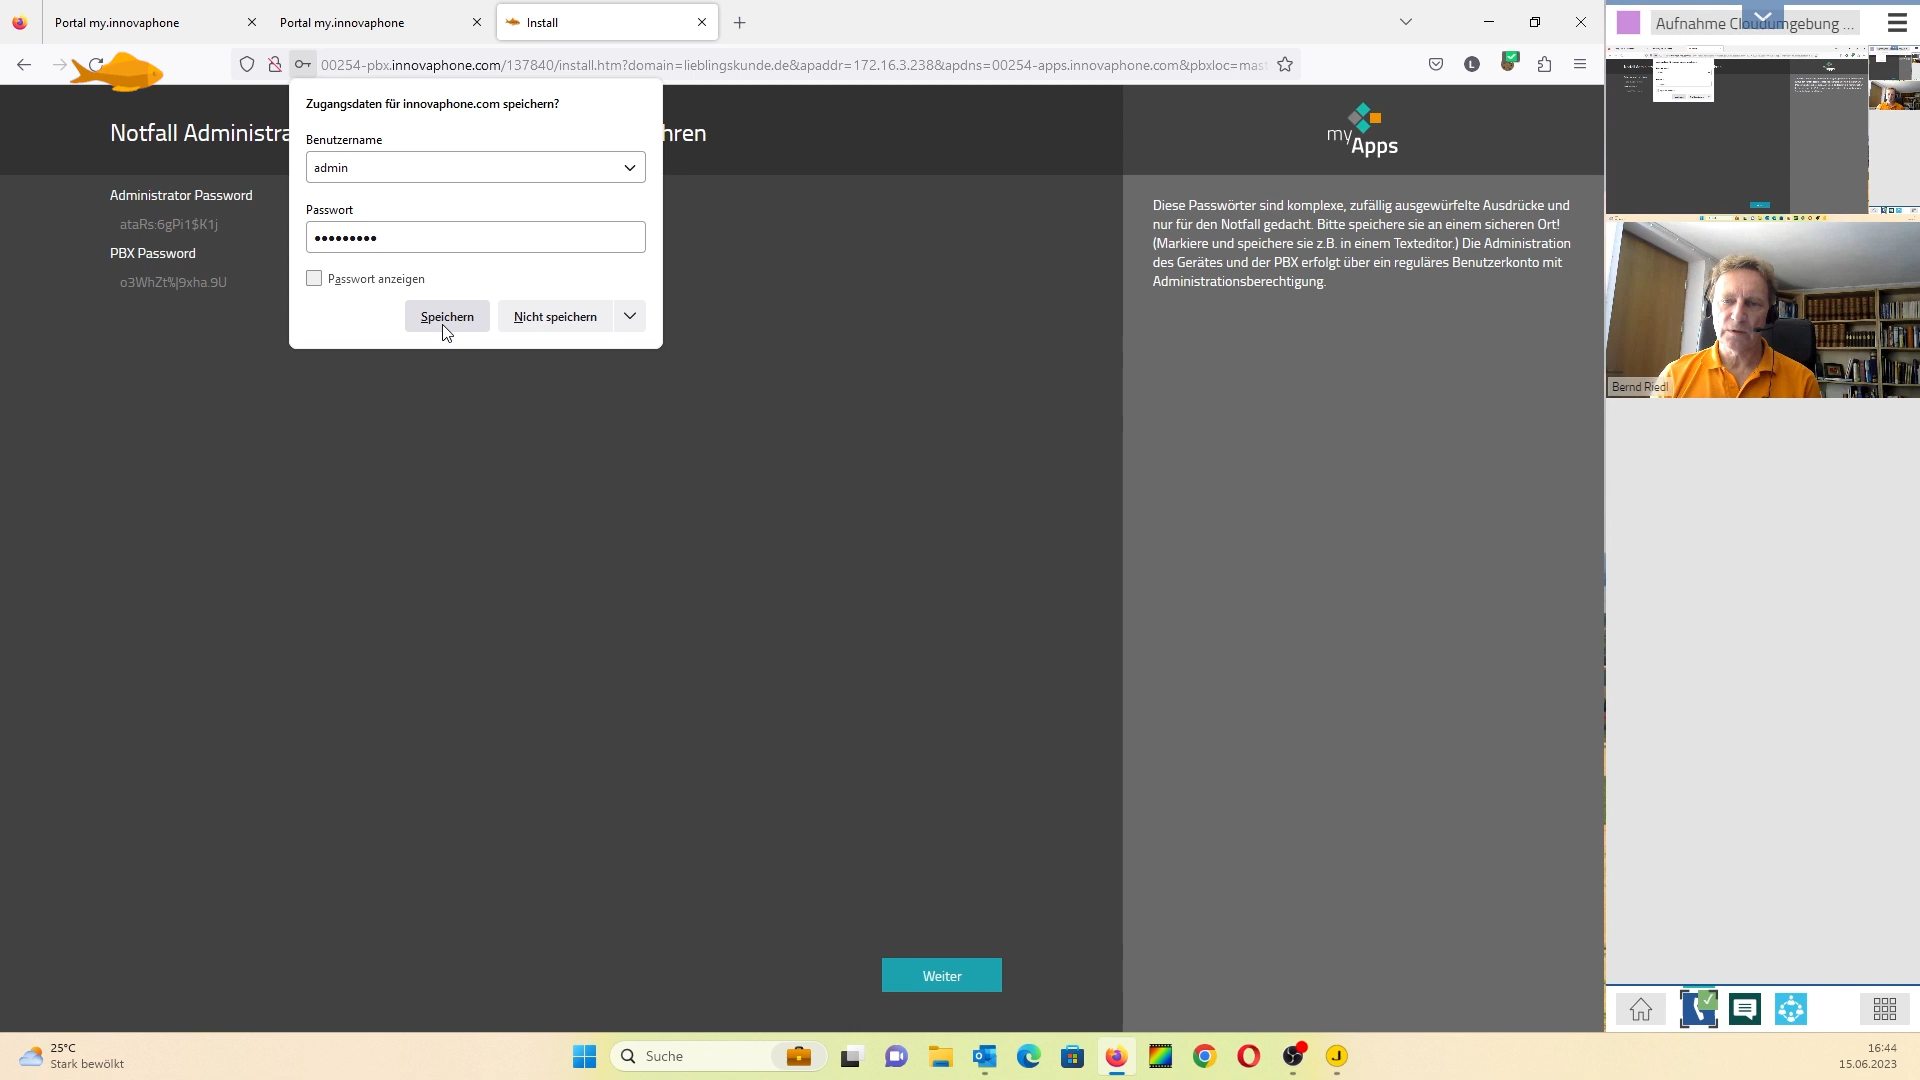 Portal my.innovaphone
Portal my.innovaphone
Install
00254-pbx.innovaphone.com/137840/install.htm?domain=lieblingskunde.de&apaddr=172.16.3.238&apdns=00254-apps.innovaphone.com&pbxloc=mast
L
Aufnahme Cloudumgebung ...
Zugangsdaten für innovaphone.com speichern?
Benutzername
admin
Passwort
•••••••••
Passwort anzeigen
Speichern
Nicht speichern
Notfall Administra
hren
Administrator Password
ataRs:6gPi1$K1j
PBX Password
o3WhZt%|9xha.9U
my
Apps
Diese Passwörter sind komplexe, zufällig ausgewürfelte Ausdrücke und
nur für den Notfall gedacht. Bitte speichere sie an einem sicheren Ort!
(Markiere und speichere sie z.B. in einem Texteditor.) Die Administration
des Gerätes und der PBX erfolgt über ein reguläres Benutzerkonto mit
Administrationsberechtigung.
Bernd Riedl
Weiter
25°C
Stark bewölkt
Suche
J
16:44
15.06.2023